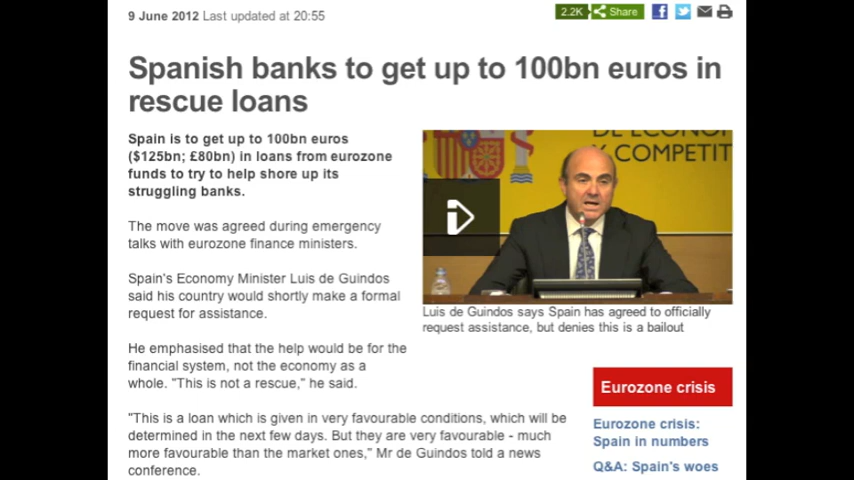 9 June 2012 Last updated at 20:55
2.2K Share
Spanish banks to get up to 100bn euros in
rescue loans
Spain is to get up to 100bn euros
($125bn; £80bn) in loans from eurozone
funds to try to help shore up its
struggling banks.
The move was agreed during emergency
talks with eurozone finance ministers.
Spain's Economy Minister Luis de Guindos
said his country would shortly make a formal
request for assistance.
He emphasised that the help would be for the
financial system, not the economy as a
whole. "This is not a rescue," he said.
"This is a loan which is given in very favourable conditions, which will be
determined in the next few days. But they are very favourable - much
more favourable than the market ones," Mr de Guindos told a news
conference.
DE ECONOM
Y COMPETIT
Luis de Guindos says Spain has agreed to officially
request assistance, but denies this is a bailout
Eurozone crisis
Eurozone crisis:
Spain in numbers
Q&A: Spain's woes